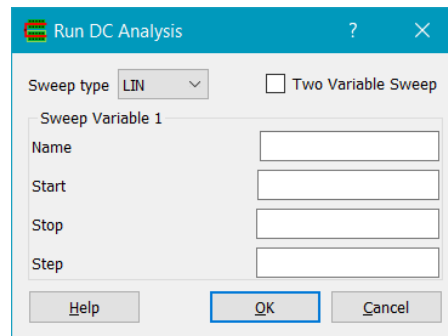 Run DC Analysis ?
Sweep type LIN Two Variable Sweep
Sweep Variable 1
Name
Start
Stop
Step
Help OK Cancel